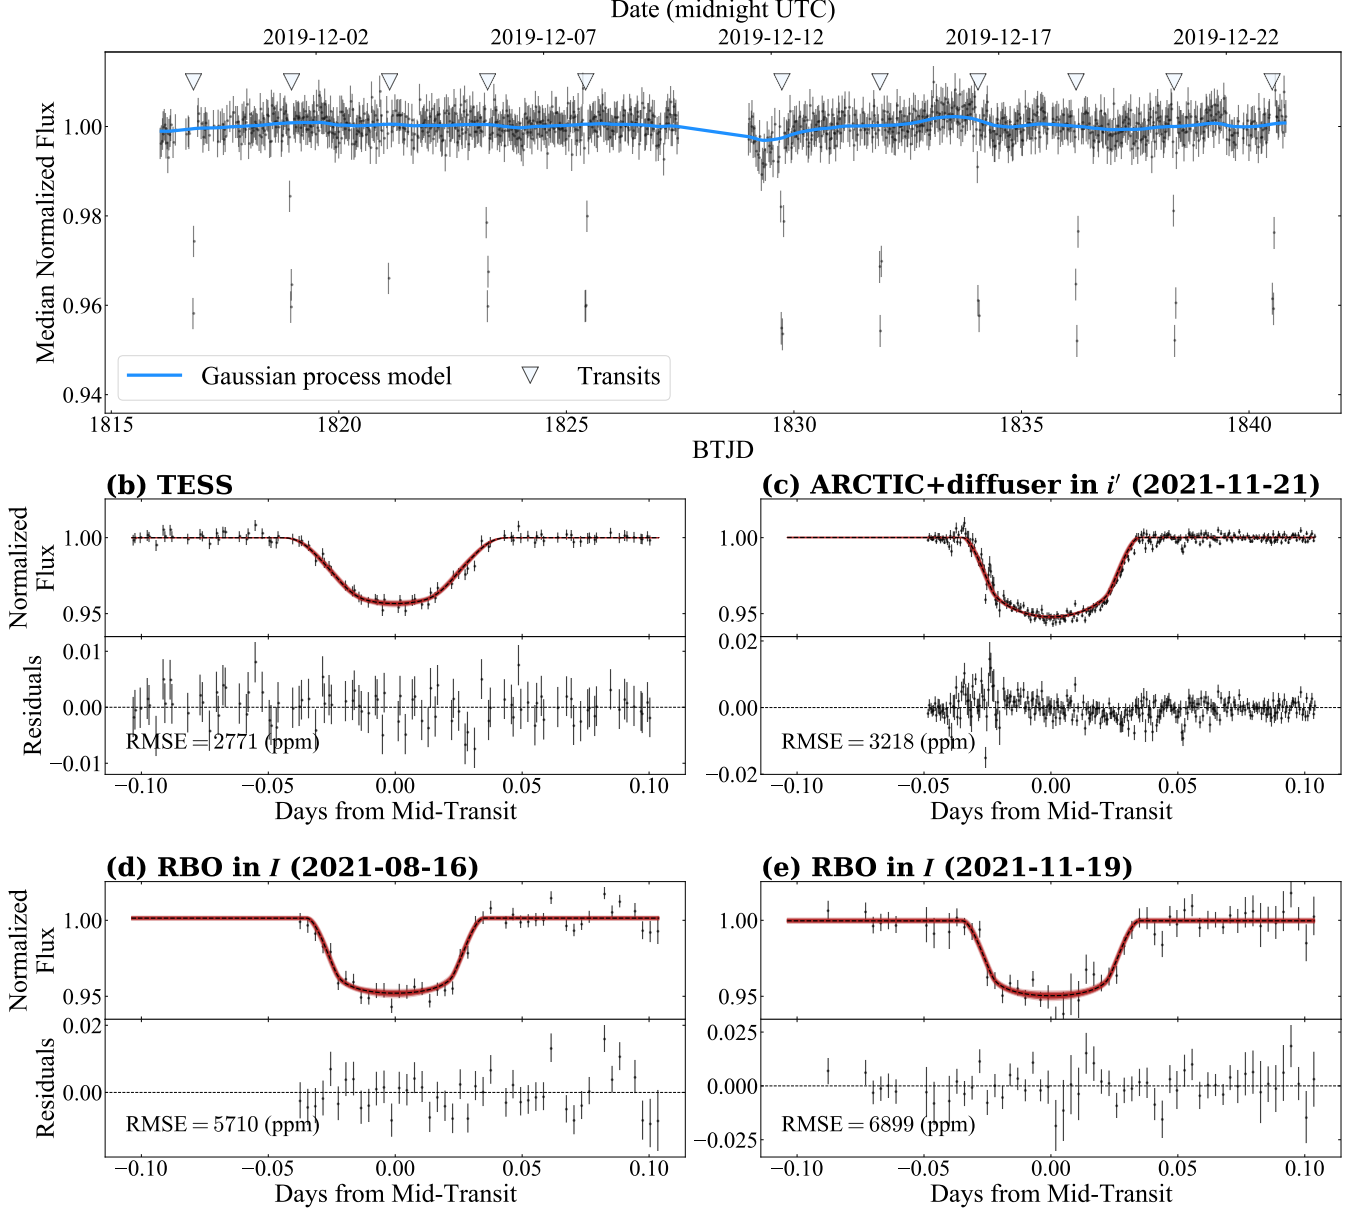 Date (midnight UTC)
2019-12-02 2019-12-07 2019-12-12 2019-12-17 2019-12-22
Median Normalized Flux
1.00
0.98
0.96
0.94
Gaussian process model Transits
1815 1820 1825 1830 1835 1840
BTJD
(b) TESS
Normalized
Flux
1.00
0.95
Residuals
0.01
0.00
−0.01
RMSE = 2771 (ppm)
−0.10 −0.05 0.00 0.05 0.10
Days from Mid-Transit
(c) ARCTIC+diffuser in i′ (2021-11-21)
1.00
0.95
0.02
0.00
−0.02
RMSE = 3218 (ppm)
−0.10 −0.05 0.00 0.05 0.10
Days from Mid-Transit
(d) RBO in I (2021-08-16)
Normalized
Flux
1.00
0.95
Residuals
0.02
0.00
RMSE = 5710 (ppm)
−0.10 −0.05 0.00 0.05 0.10
Days from Mid-Transit
(e) RBO in I (2021-11-19)
1.00
0.95
0.025
0.000
−0.025
RMSE = 6899 (ppm)
−0.10 −0.05 0.00 0.05 0.10
Days from Mid-Transit